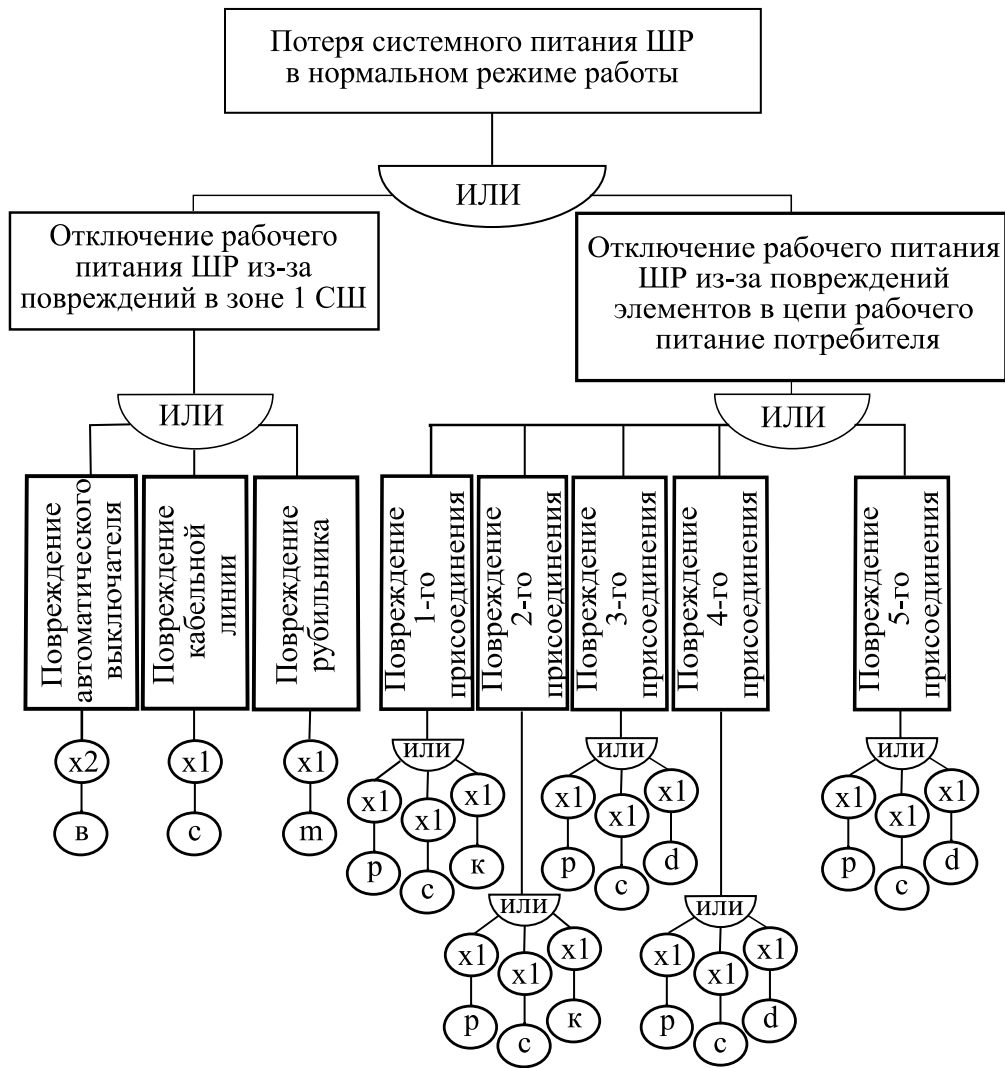 Потеря системного питания ШР
в нормальном режиме работы
ИЛИ
Отключение рабочего
питания ШР из-за
повреждений в зоне 1 СШ
Отключение рабочего питания
ШР из-за повреждений
элементов в цепи рабочего
питание потребителя
ИЛИ
ИЛИ
Повреждение
автоматического
выключателя
Повреждение
кабельной
линии
Повреждение
рубильника
Повреждение
1-го
присоединения
Повреждение
2-го
присоединения
Повреждение
3-го
присоединения
Повреждение
4-го
присоединения
Повреждение
5-го
присоединения
x2
в
x1
с
x1
m
или
x1
x1
x1
р
с
к
или
x1
x1
x1
р
с
d
или
x1
x1
x1
р
с
d
или
x1
x1
x1
р
с
к
или
x1
x1
x1
р
с
d